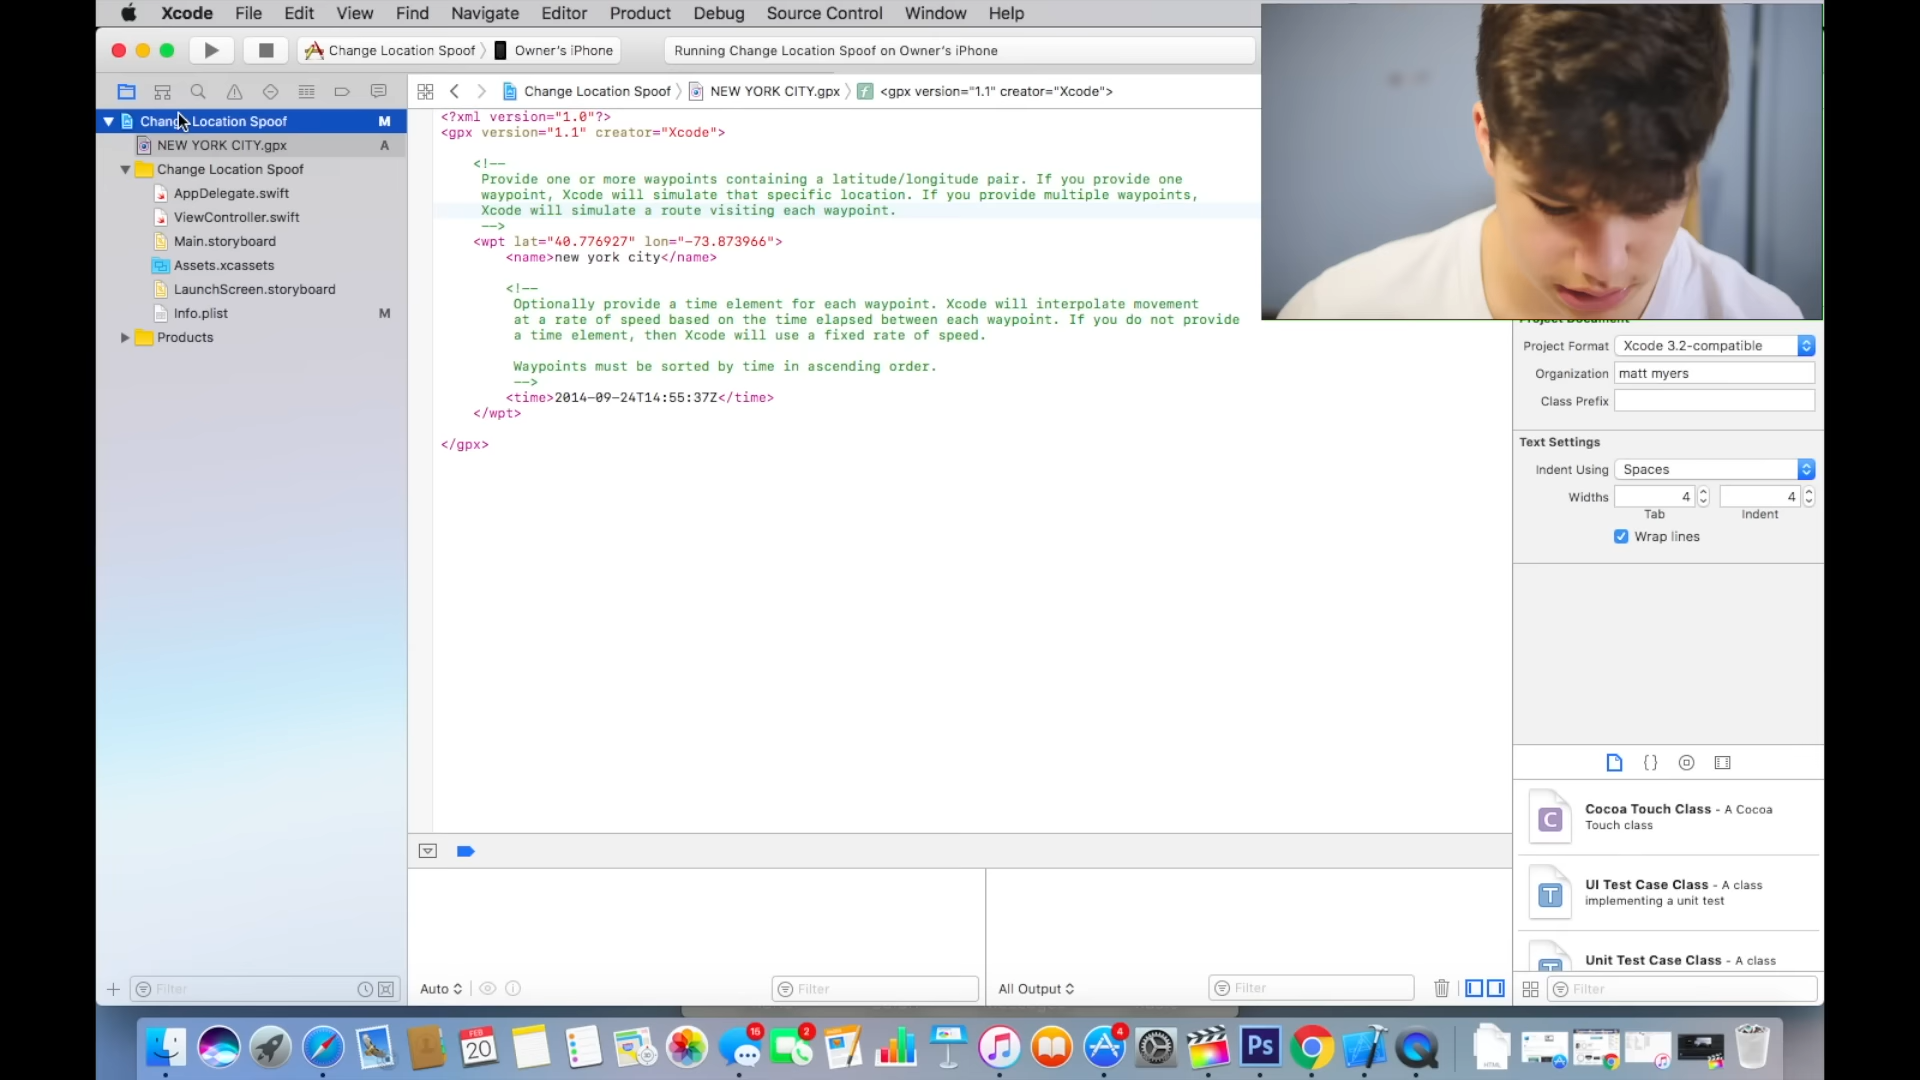 Xcode File Edit View Find Navigate Editor Product Debug Source Control Window Help
Change Location Spoof Owner's iPhone Running Change Location Spoof on Owner's iPhone
Change Location Spoof NEW YORK CITY.gpx <gpx version="1.1" creator="Xcode">
Location Spoof M
NEW YORK CITY.gpx A
Change Location Spoof
AppDelegate.swift
ViewController.swift
Main.storyboard
Assets.xcassets
LaunchScreen.storyboard
Info.plist M
Products
<?xml version="1.0"?>
<gpx version="1.1" creator="Xcode">
<!--
Provide one or more waypoints containing a latitude/longitude pair. If you provide one
waypoint, Xcode will simulate that specific location. If you provide multiple waypoints,
Xcode will simulate a route visiting each waypoint.
-->
<wpt lat="40.776927" lon="-73.873966">
<name>new york city</name>
<!--
Optionally provide a time element for each waypoint. Xcode will interpolate movement
at a rate of speed based on the time elapsed between each waypoint. If you do not provide
a time element, then Xcode will use a fixed rate of speed.
Waypoints must be sorted by time in ascending order.
-->
<time>2014-09-24T14:55:37Z</time>
</wpt>
</gpx>
Project Document
Project Format Xcode 3.2-compatible
Organization matt myers
Class Prefix
Text Settings
Indent Using Spaces
Widths 4 4
Tab Indent
Wrap lines
{}
C
Cocoa Touch Class - A Cocoa
Touch class
T
UI Test Case Class - A class
implementing a unit test
Unit Test Case Class - A class
Filter
Auto
Filter
All Output
Filter
Filter
FEB
20
15
2
4
Ps
HTML